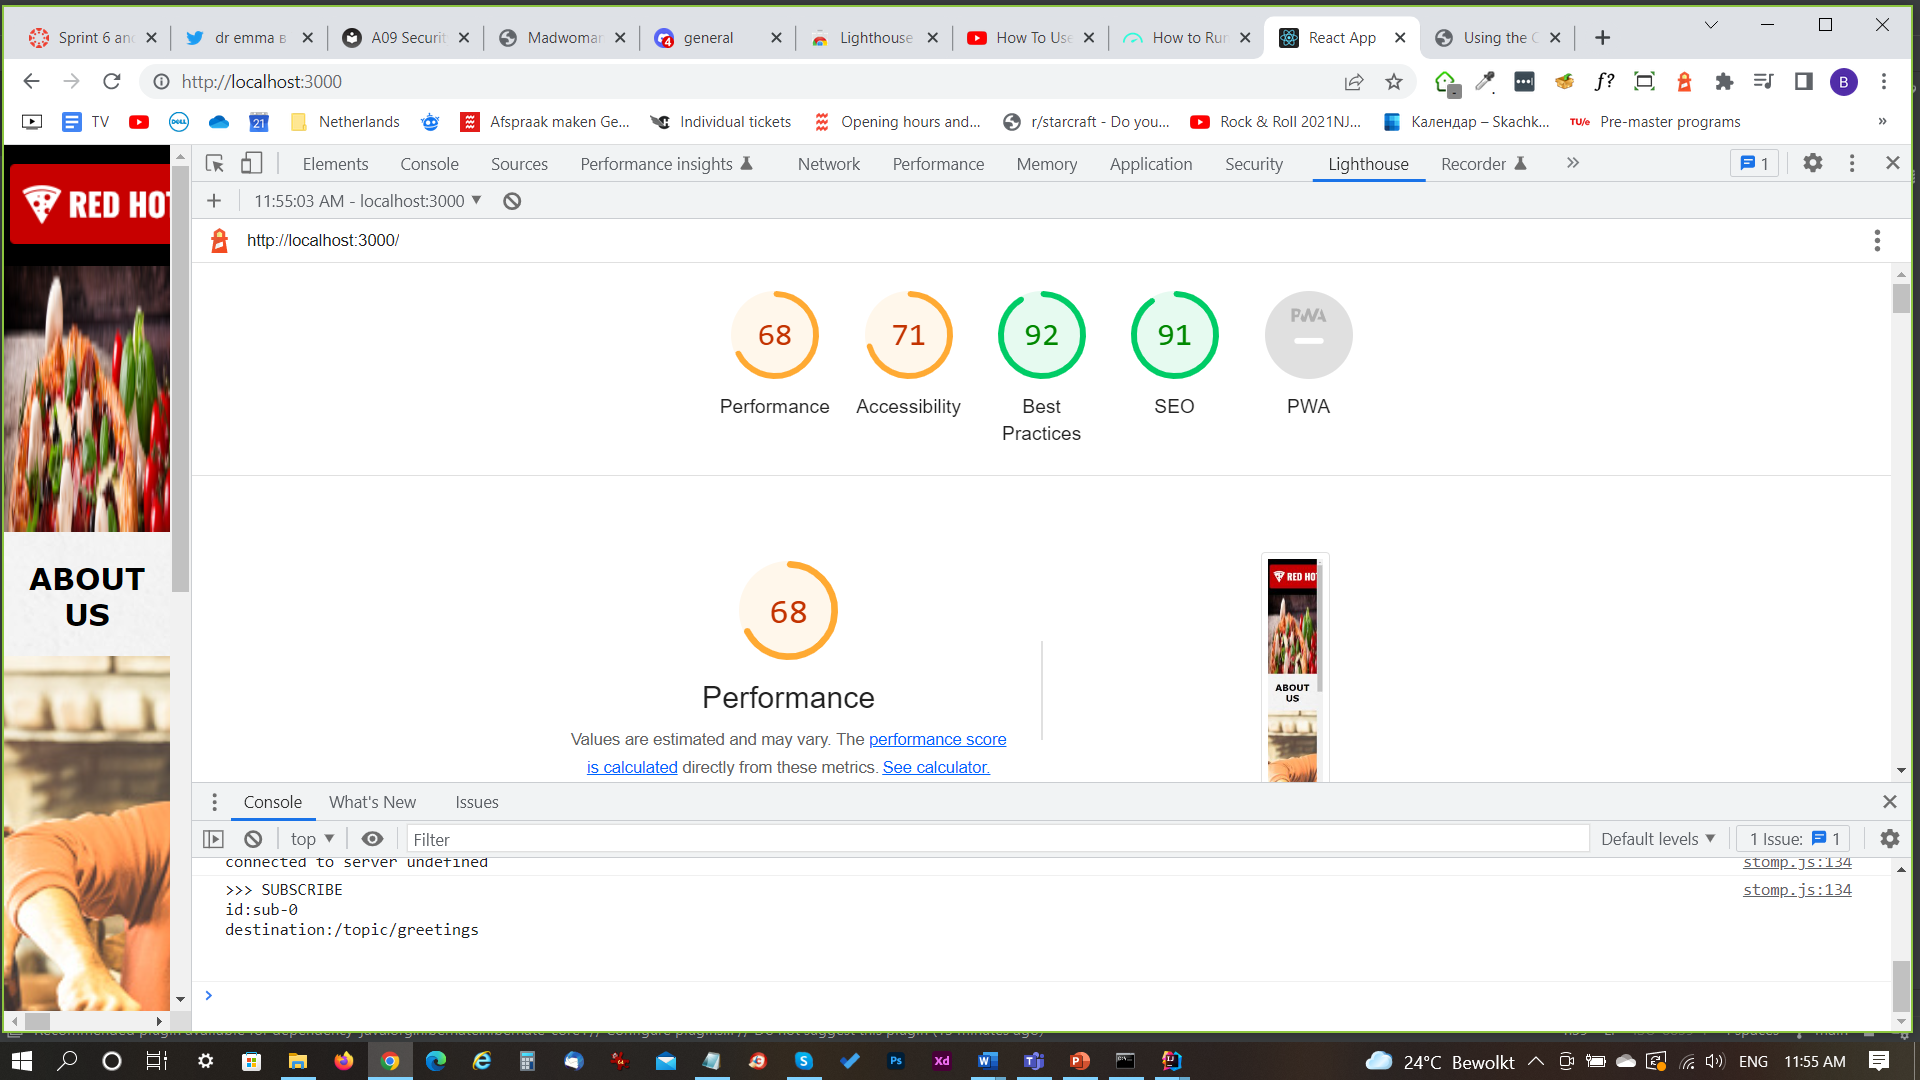 Sprint 6 and
dr emma в
A09 Securit
Madwoman
general
Lighthouse
How To Use
How to Run
React App
Using the C
http://localhost:3000
B
TV
DELL
21
Netherlands
Afspraak maken Ge...
Individual tickets
Opening hours and...
r/starcraft - Do you...
Rock & Roll 2021NJ...
Календар – Skachk...
TU/e
Pre-master programs
»
Elements
Console
Sources
Performance insights
Network
Performance
Memory
Application
Security
Lighthouse
Recorder
1
11:55:03 AM - localhost:3000
http://localhost:3000/
RED HOT
68
71
92
91
PWA
Performance
Accessibility
Best
Practices
SEO
PWA
68
Performance
Values are estimated and may vary. The performance score
is calculated directly from these metrics. See calculator.
RED HO
ABOUT
US
ABOUT
US
Console
What's New
Issues
top
Filter
Default levels
1 Issue:
1
connected to server undefined
stomp.js:134
>>> SUBSCRIBE
stomp.js:134
id:sub-0
destination:/topic/greetings
24°C Bewolkt
ENG
11:55 AM